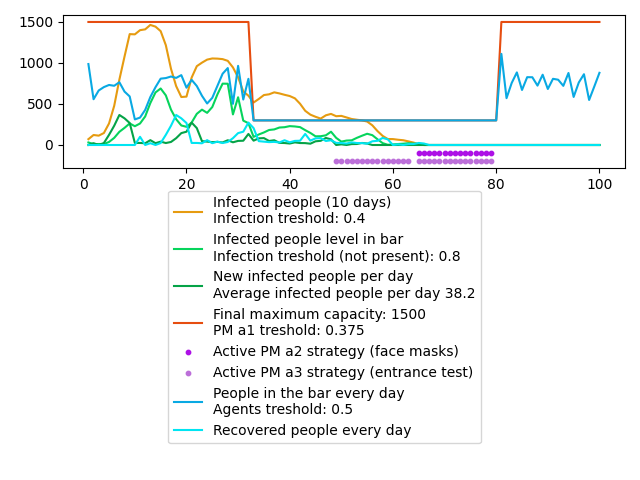 1500
1000
500
0
0
20
40
60
80
100
Infected people (10 days)
Infection treshold: 0.4
Infected people level in bar
Infection treshold (not present): 0.8
New infected people per day
Average infected people per day 38.2
Final maximum capacity: 1500
PM a1 treshold: 0.375
Active PM a2 strategy (face masks)
Active PM a3 strategy (entrance test)
People in the bar every day
Agents treshold: 0.5
Recovered people every day